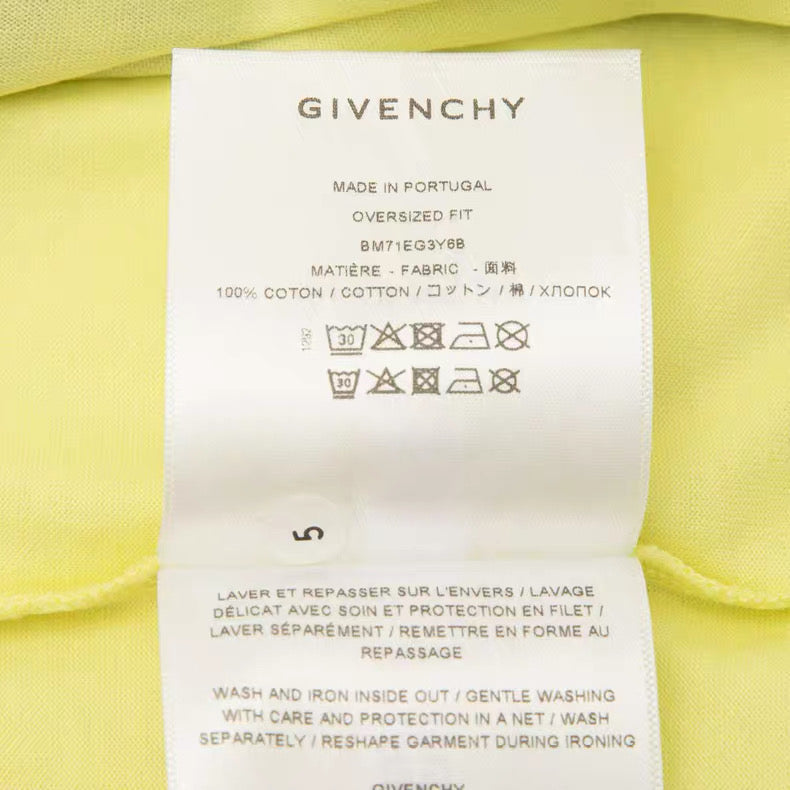 GIVENCHY
MADE IN PORTUGAL
OVERSIZED FIT
BM71EG3Y6B
MATIÈRE - FABRIC - 面料
100% COTON / COTTON / コットン / 棉 / ХЛОПОК
1292
30
30
5
LAVER ET REPASSER SUR L'ENVERS / LAVAGE
DÉLICAT AVEC SOIN ET PROTECTION EN FILET /
LAVER SÉPARÉMENT / REMETTRE EN FORME AU
REPASSAGE
WASH AND IRON INSIDE OUT / GENTLE WASHING
WITH CARE AND PROTECTION IN A NET / WASH
SEPARATELY / RESHAPE GARMENT DURING IRONING
GIVENCHY